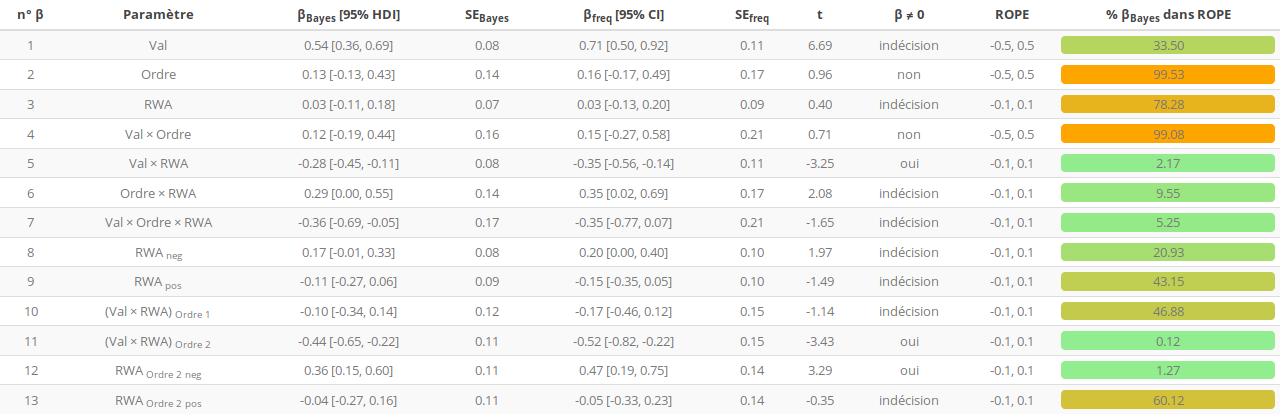 n° β Paramètre βBayes [95% HDI] SEBayes βfreq [95% CI] SEfreq t β ≠ 0 ROPE % βBayes dans ROPE
1 Val 0.54 [0.36, 0.69] 0.08 0.71 [0.50, 0.92] 0.11 6.69 indécision -0.5, 0.5 33.50
2 Ordre 0.13 [-0.13, 0.43] 0.14 0.16 [-0.17, 0.49] 0.17 0.96 non -0.5, 0.5 99.53
3 RWA 0.03 [-0.11, 0.18] 0.07 0.03 [-0.13, 0.20] 0.09 0.40 indécision -0.1, 0.1 78.28
4 Val × Ordre 0.12 [-0.19, 0.44] 0.16 0.15 [-0.27, 0.58] 0.21 0.71 non -0.5, 0.5 99.08
5 Val × RWA -0.28 [-0.45, -0.11] 0.08 -0.35 [-0.56, -0.14] 0.11 -3.25 oui -0.1, 0.1 2.17
6 Ordre × RWA 0.29 [0.00, 0.55] 0.14 0.35 [0.02, 0.69] 0.17 2.08 indécision -0.1, 0.1 9.55
7 Val × Ordre × RWA -0.36 [-0.69, -0.05] 0.17 -0.35 [-0.77, 0.07] 0.21 -1.65 indécision -0.1, 0.1 5.25
8 RWA neg 0.17 [-0.01, 0.33] 0.08 0.20 [0.00, 0.40] 0.10 1.97 indécision -0.1, 0.1 20.93
9 RWA pos -0.11 [-0.27, 0.06] 0.09 -0.15 [-0.35, 0.05] 0.10 -1.49 indécision -0.1, 0.1 43.15
10 (Val × RWA) Ordre 1 -0.10 [-0.34, 0.14] 0.12 -0.17 [-0.46, 0.12] 0.15 -1.14 indécision -0.1, 0.1 46.88
11 (Val × RWA) Ordre 2 -0.44 [-0.65, -0.22] 0.11 -0.52 [-0.82, -0.22] 0.15 -3.43 oui -0.1, 0.1 0.12
12 RWA Ordre 2 neg 0.36 [0.15, 0.60] 0.11 0.47 [0.19, 0.75] 0.14 3.29 oui -0.1, 0.1 1.27
13 RWA Ordre 2 pos -0.04 [-0.27, 0.16] 0.11 -0.05 [-0.33, 0.23] 0.14 -0.35 indécision -0.1, 0.1 60.12